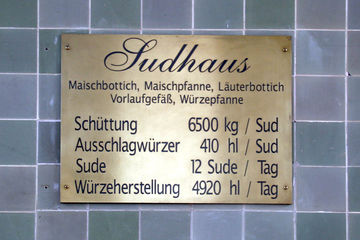 Sudhaus
Maischbottich, Maischpfanne, Läuterbottich
Vorlaufgefäß, Würzepfanne
Schüttung 6500 kg / Sud
Ausschlagwürzer 410 hl / Sud
Sude 12 Sude / Tag
Würzeherstellung 4920 hl / Tag